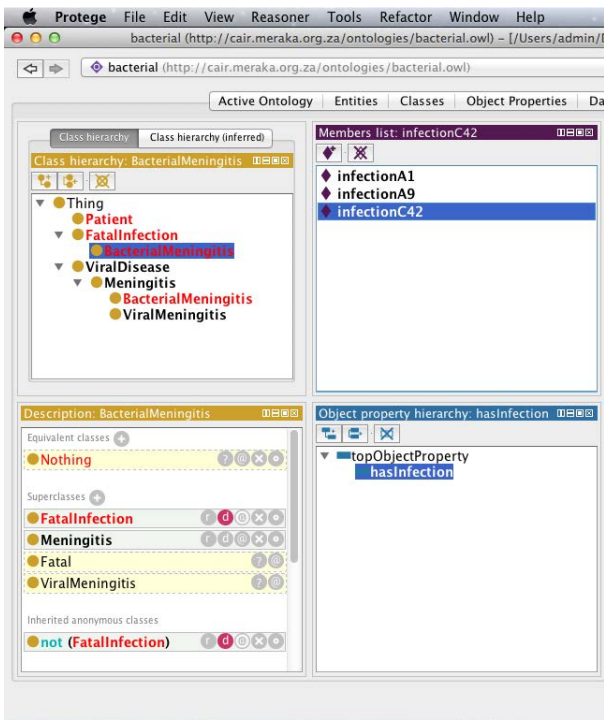 Protege File Edit View Reasoner Tools Refactor Window Help
bacterial (http://cair.meraka.org.za/ontologies/bacterial.owl) – [/Users/admin/
bacterial (http://cair.meraka.org.za/ontologies/bacterial.owl)
Active Ontology Entities Classes Object Properties Da
Class hierarchy Class hierarchy (inferred)
Class hierarchy: BacterialMeningitis
Thing
Patient
FatalInfection
BacterialMeningitis
ViralDisease
Meningitis
BacterialMeningitis
ViralMeningitis
Members list: infectionC42
infectionA1
infectionA9
infectionC42
Description: BacterialMeningitis
Equivalent classes
Nothing ? @ x o
Superclasses
FatalInfection r d @ x o
Meningitis r d @ x o
Fatal ? @
ViralMeningitis ? @
Inherited anonymous classes
not (FatalInfection) r d @ x o
Object property hierarchy: hasInfection
topObjectProperty
hasInfection